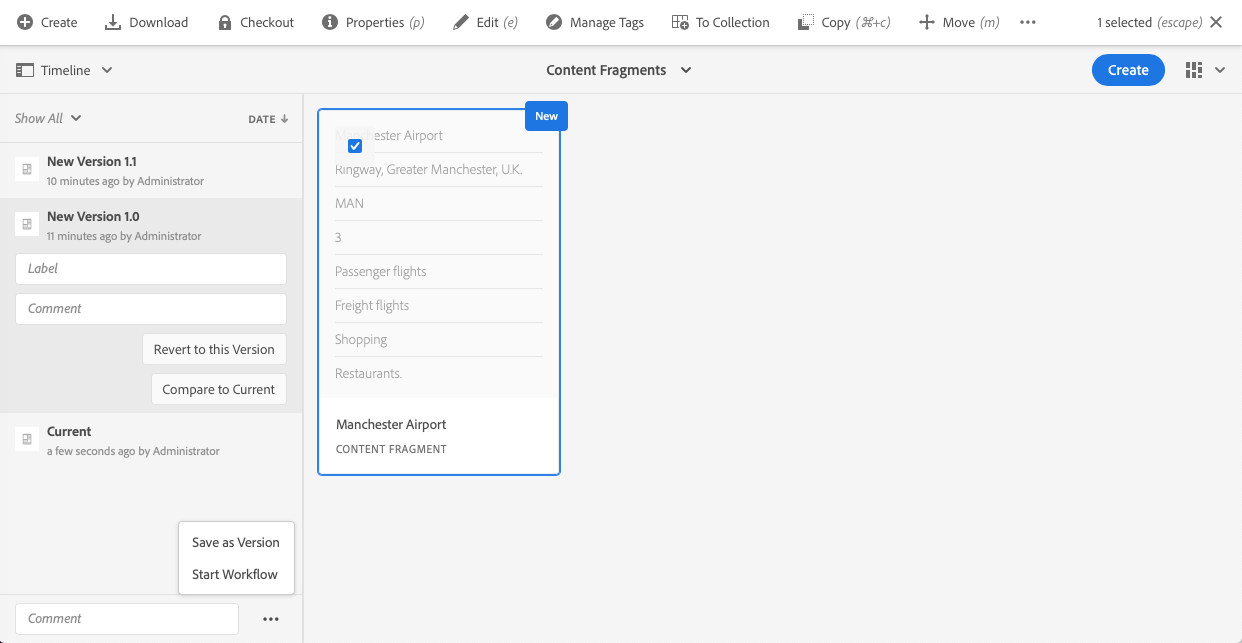 Create Download Checkout Properties (p) Edit (e) Manage Tags To Collection Copy (⌘+c) Move (m) ••• 1 selected (escape)
Timeline Content Fragments Create
Show All DATE ↓
New Version 1.1
10 minutes ago by Administrator
New Version 1.0
11 minutes ago by Administrator
Label
Comment
Revert to this Version
Compare to Current
Current
a few seconds ago by Administrator
Save as Version
Start Workflow
Comment •••
New
Manchester Airport
Ringway, Greater Manchester, U.K.
MAN
3
Passenger flights
Freight flights
Shopping
Restaurants.
Manchester Airport
CONTENT FRAGMENT